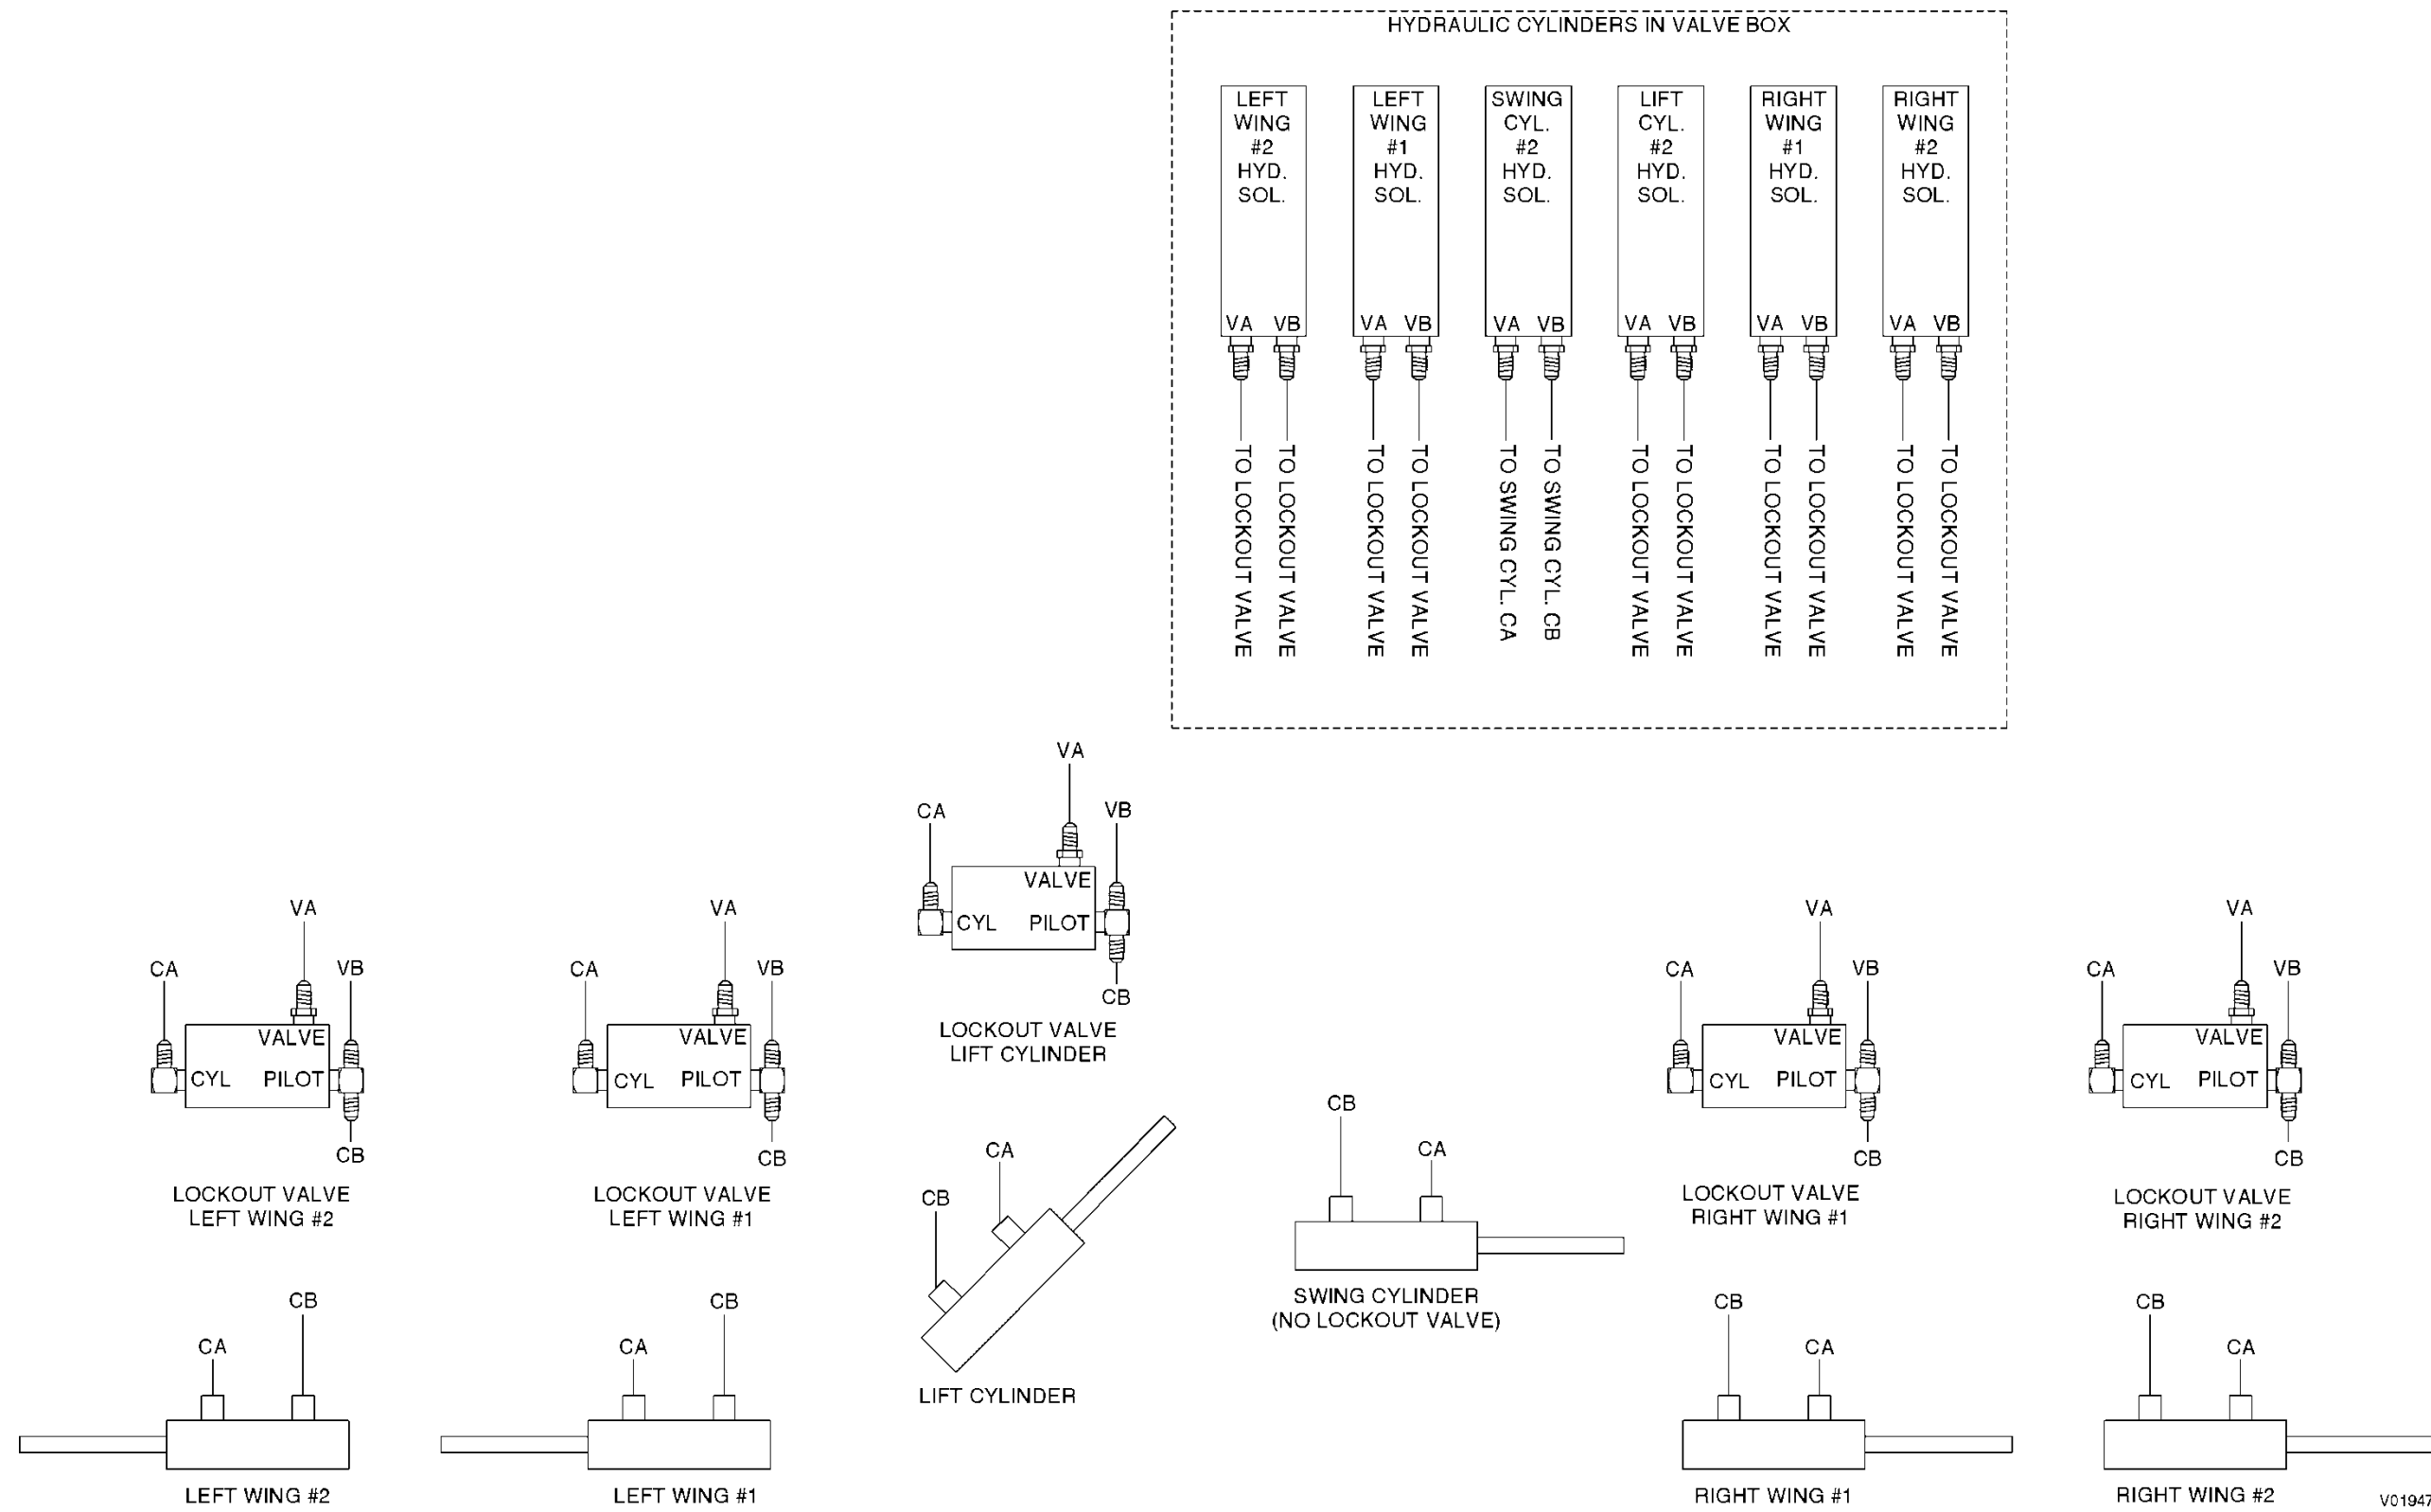 HYDRAULIC CYLINDERS IN VALVE BOX
LEFT
WING
#2
HYD.
SOL.
VA VB
LEFT
WING
#1
HYD.
SOL.
VA VB
SWING
CYL.
#2
HYD.
SOL.
VA VB
LIFT
CYL.
#2
HYD.
SOL.
VA VB
RIGHT
WING
#1
HYD.
SOL.
VA VB
RIGHT
WING
#2
HYD.
SOL.
VA VB
TO LOCKOUT VALVE
TO LOCKOUT VALVE
TO LOCKOUT VALVE
TO LOCKOUT VALVE
TO SWING CYL. CA
TO SWING CYL. CB
TO LOCKOUT VALVE
TO LOCKOUT VALVE
TO LOCKOUT VALVE
TO LOCKOUT VALVE
TO LOCKOUT VALVE
TO LOCKOUT VALVE
VA
CA
VB
VALVE
CYL PILOT
CB
LOCKOUT VALVE
LEFT WING #2
VA
CA
VB
VALVE
CYL PILOT
CB
LOCKOUT VALVE
LEFT WING #1
VA
CA
VB
VALVE
CYL PILOT
CB
LOCKOUT VALVE
LIFT CYLINDER
VA
CA
VB
VALVE
CYL PILOT
CB
LOCKOUT VALVE
RIGHT WING #1
VA
CA
VB
VALVE
CYL PILOT
CB
LOCKOUT VALVE
RIGHT WING #2
CB
CA
LEFT WING #2
CB
CA
LEFT WING #1
CA
CB
LIFT CYLINDER
CB
CA
SWING CYLINDER
(NO LOCKOUT VALVE)
CB
CA
RIGHT WING #1
CB
CA
RIGHT WING #2
V01947